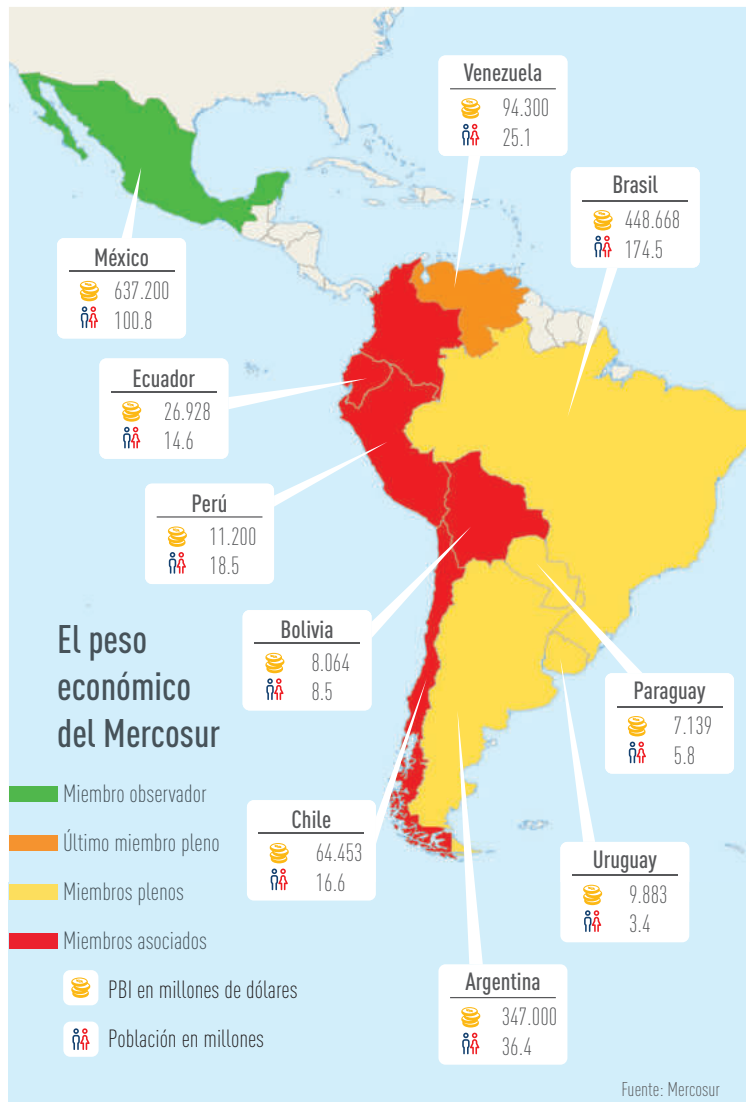 Venezuela
94.300
25.1
Brasil
448.668
174.5
México
637.200
100.8
Ecuador
26.928
14.6
Perú
11.200
18.5
Bolivia
8.064
8.5
Paraguay
7.139
5.8
Chile
64.453
16.6
Uruguay
9.883
3.4
Argentina
347.000
36.4
El peso
económico
del Mercosur
Miembro observador
Último miembro pleno
Miembros plenos
Miembros asociados
PBI en millones de dólares
Población en millones
Fuente: Mercosur